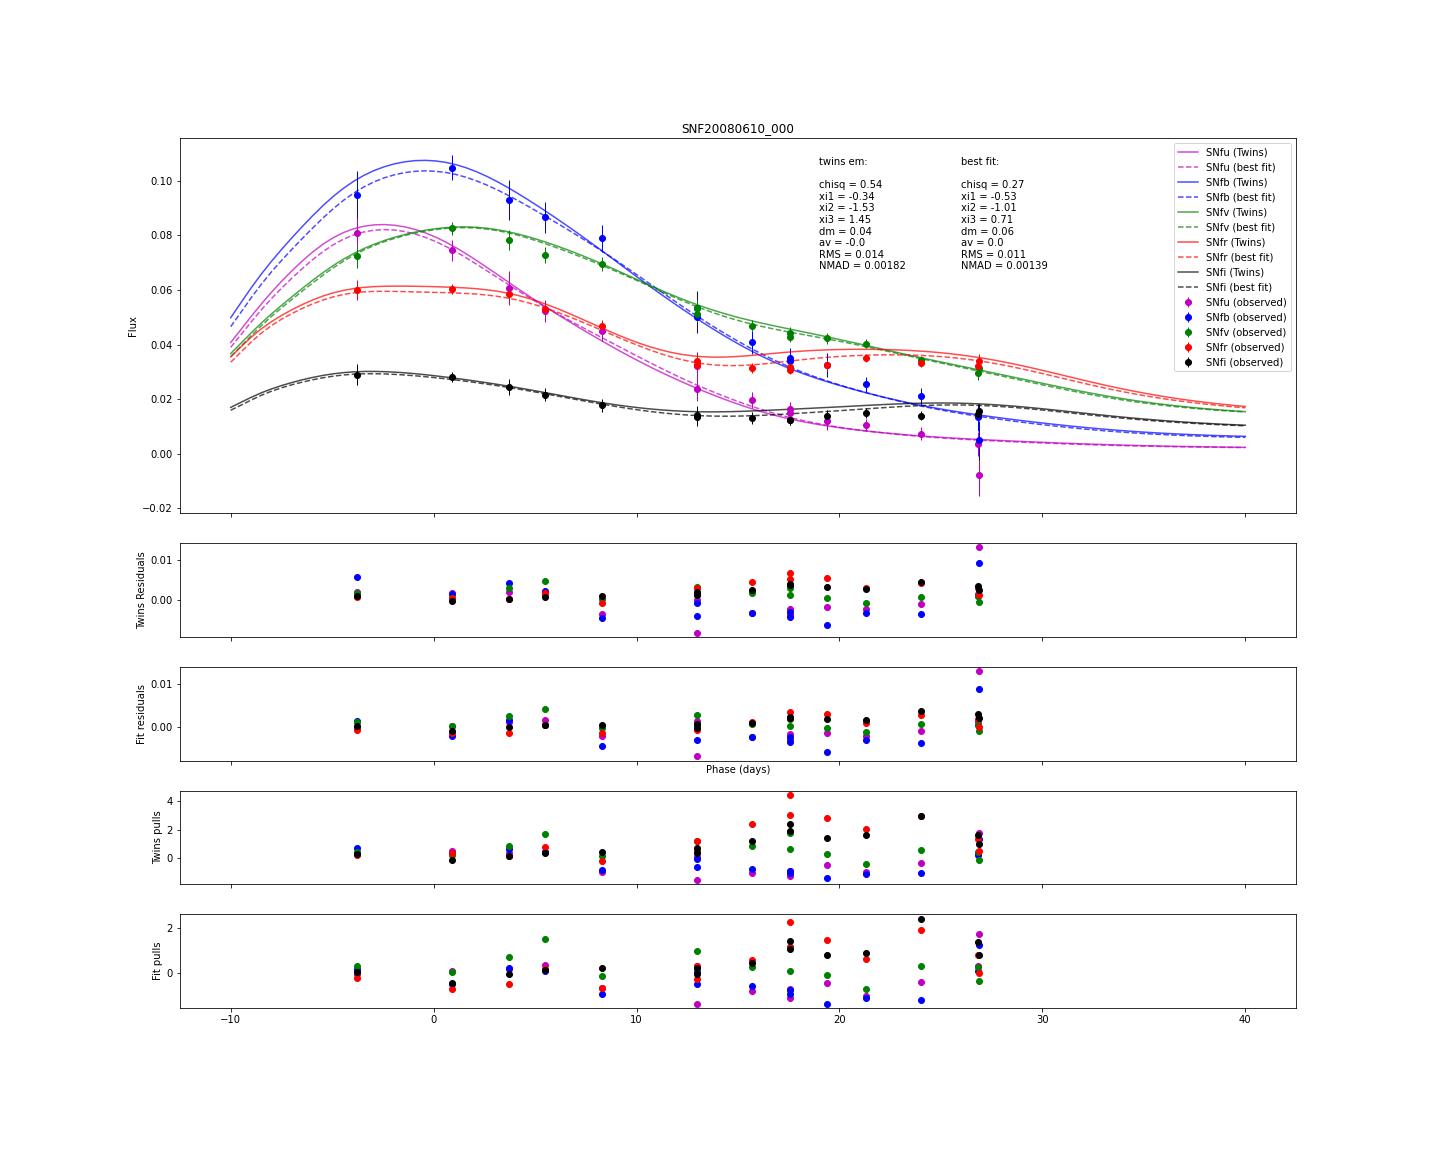 SNF20080610_000
Flux
0.10
0.08
0.06
0.04
0.02
0.00
−0.02
twins em:
chisq = 0.54
xi1 = -0.34
xi2 = -1.53
xi3 = 1.45
dm = 0.04
av = -0.0
RMS = 0.014
NMAD = 0.00182
best fit:
chisq = 0.27
xi1 = -0.53
xi2 = -1.01
xi3 = 0.71
dm = 0.06
av = 0.0
RMS = 0.011
NMAD = 0.00139
SNfu (Twins)
SNfu (best fit)
SNfb (Twins)
SNfb (best fit)
SNfv (Twins)
SNfv (best fit)
SNfr (Twins)
SNfr (best fit)
SNfi (Twins)
SNfi (best fit)
SNfu (observed)
SNfb (observed)
SNfv (observed)
SNfr (observed)
SNfi (observed)
Twins Residuals
0.01
0.00
Fit residuals
0.01
0.00
Phase (days)
Twins pulls
4
2
0
Fit pulls
2
0
−10
0
10
20
30
40